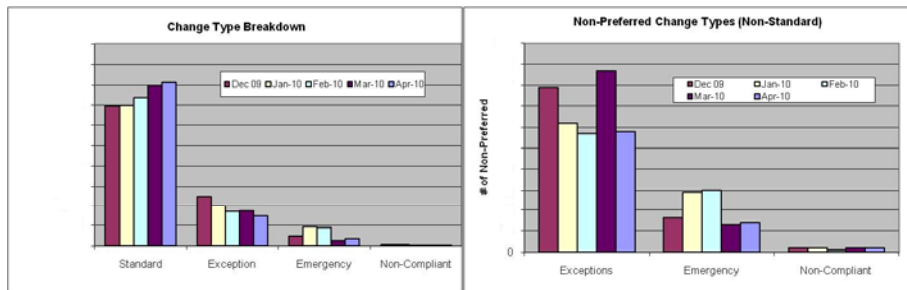 Change Type Breakdown
Dec 09 Jan-10 Feb-10 Mar-10 Apr-10
Standard Exception Emergency Non-Compliant
Non-Preferred Change Types (Non-Standard)
Dec 09 Jan-10 Feb-10
Mar-10 Apr-10
# of Non-Preferred
0
Exceptions Emergency Non-Compliant